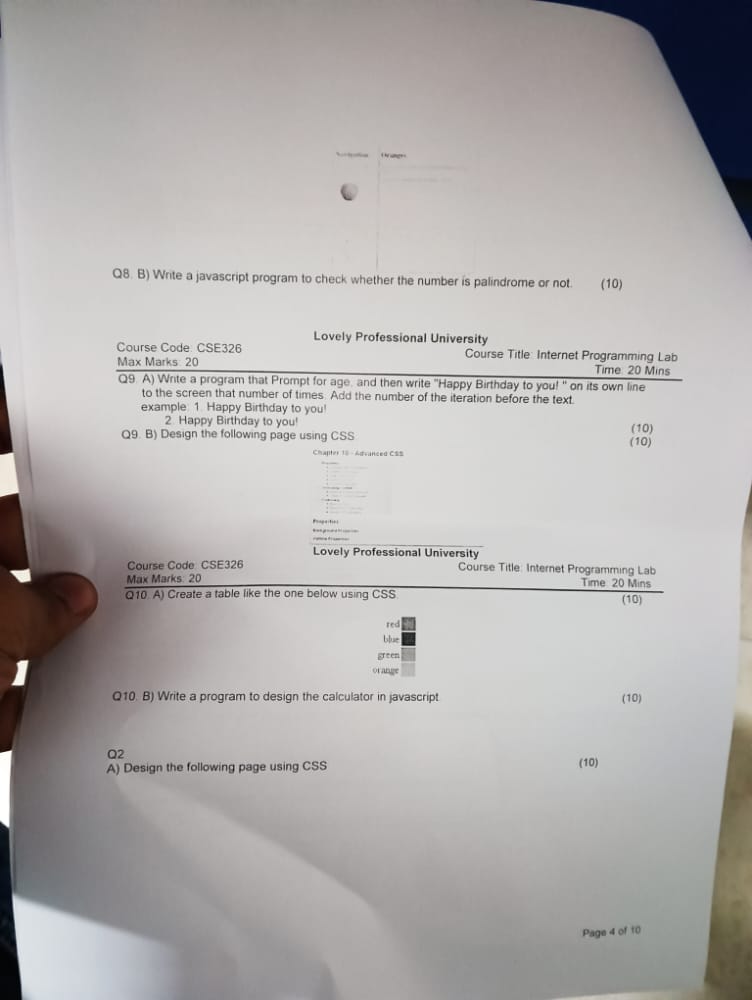 Oranges
Q8. B) Write a javascript program to check whether the number is palindrome or not. (10)
Lovely Professional University
Course Code: CSE326 Course Title: Internet Programming Lab
Max Marks: 20 Time: 20 Mins
Q9. A) Write a program that Prompt for age, and then write "Happy Birthday to you! " on its own line
to the screen that number of times. Add the number of the iteration before the text.
example: 1. Happy Birthday to you!
2. Happy Birthday to you! (10)
Q9. B) Design the following page using CSS. (10)
Chapter 10 - Advanced CSS
Properties
Lovely Professional University
Course Code: CSE326 Course Title: Internet Programming Lab
Max Marks: 20 Time: 20 Mins
Q10. A) Create a table like the one below using CSS. (10)
red
blue
green
orange
Q10. B) Write a program to design the calculator in javascript. (10)
Q2
A) Design the following page using CSS (10)
Page 4 of 10